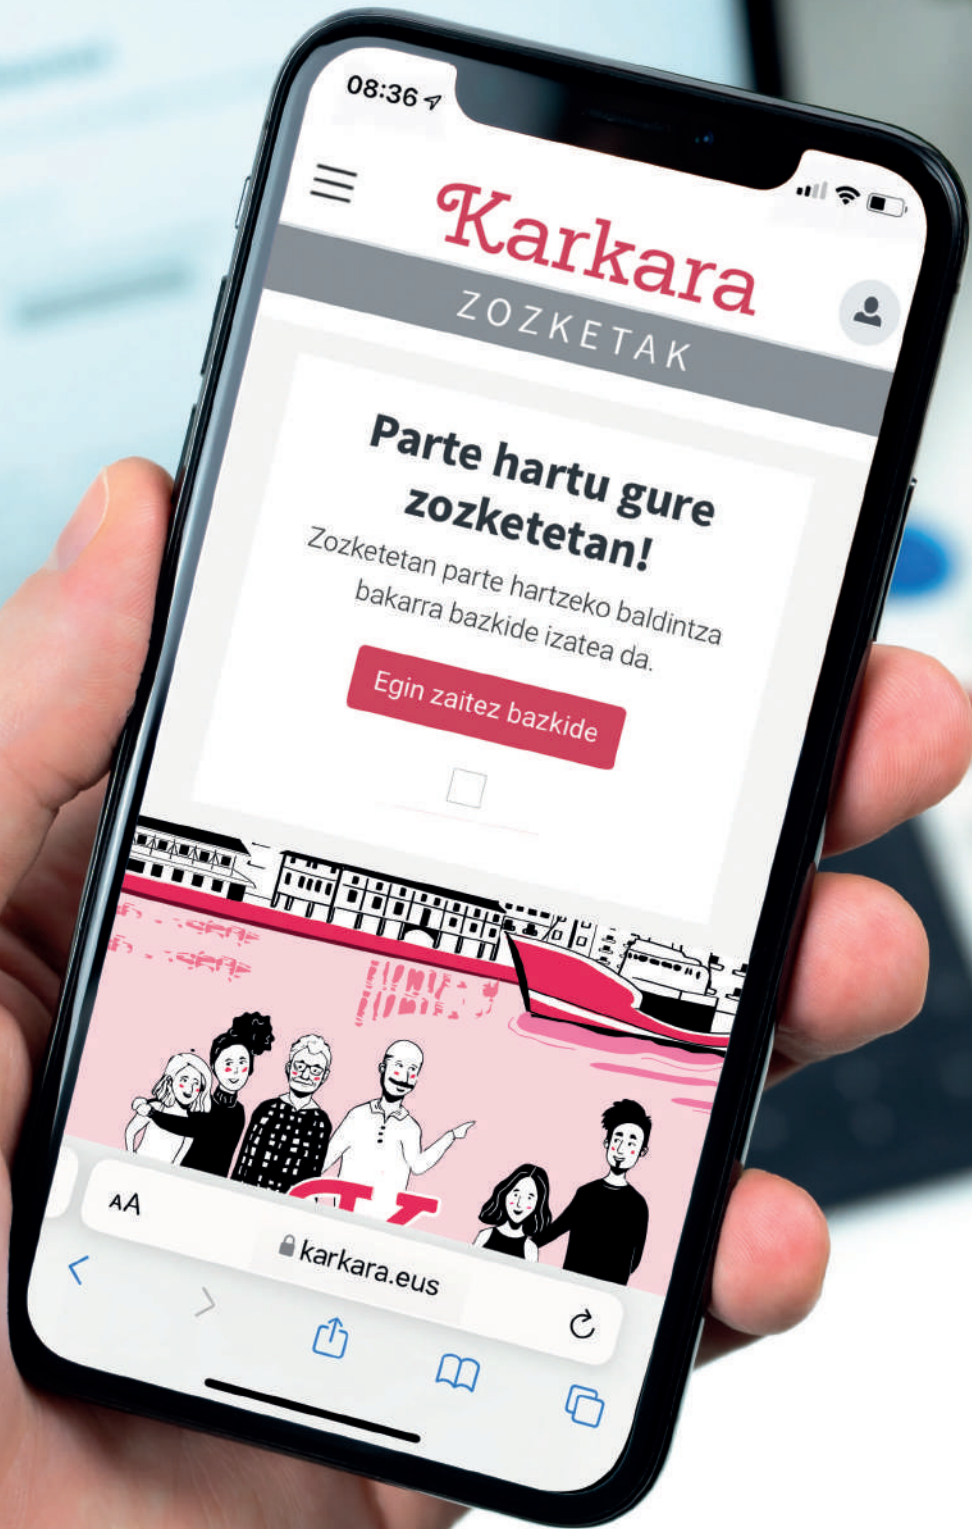 08:36
Karkara
ZOZKETAK
Parte hartu gure
zozketetan!
Zozketetan parte hartzeko baldintza
bakarra bazkide izatea da.
Egin zaitez bazkide
K
AA
karkara.eus